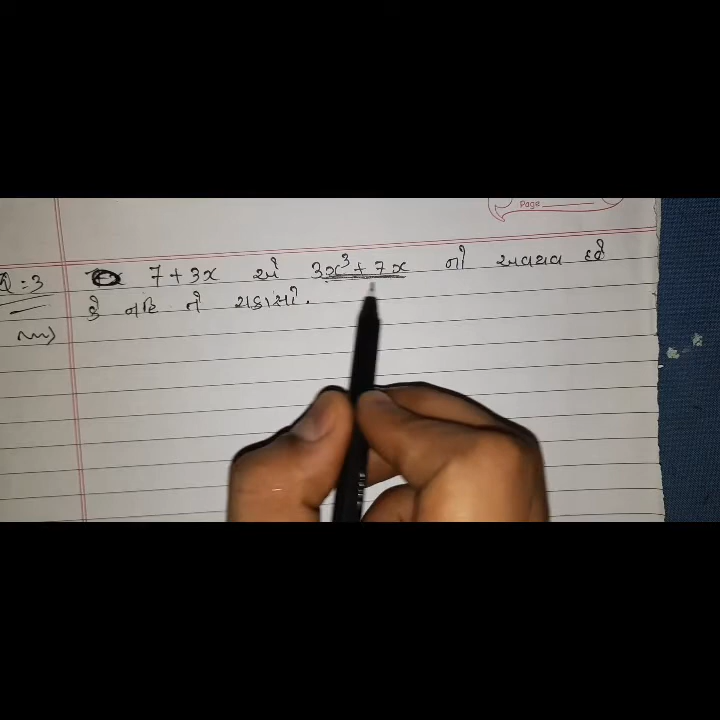 Page
Q:3 7 + 3x એ 3x³ + 7x નો અવયવ છે
કે નહિ તે ચકાસો.